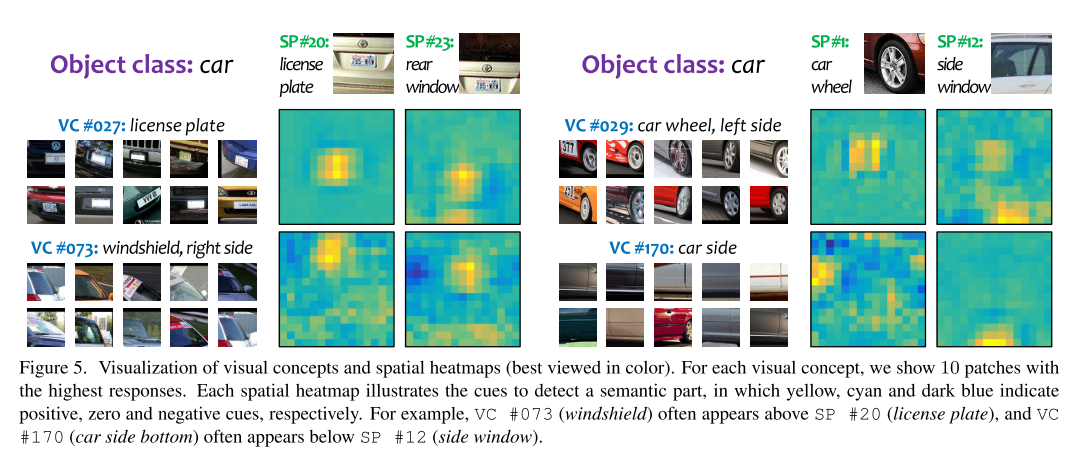 Object class: car
SP #20:
license
plate
SP #23:
rear
window
VC #027: license plate
VC #073: windshield, right side
Object class: car
SP #1:
car
wheel
SP #12:
side
window
VC #029: car wheel, left side
377
VC #170: car side
Figure 5. Visualization of visual concepts and spatial heatmaps (best viewed in color). For each visual concept, we show 10 patches with
the highest responses. Each spatial heatmap illustrates the cues to detect a semantic part, in which yellow, cyan and dark blue indicate
positive, zero and negative cues, respectively. For example, VC #073 (windshield) often appears above SP #20 (license plate), and VC
#170 (car side bottom) often appears below SP #12 (side window).